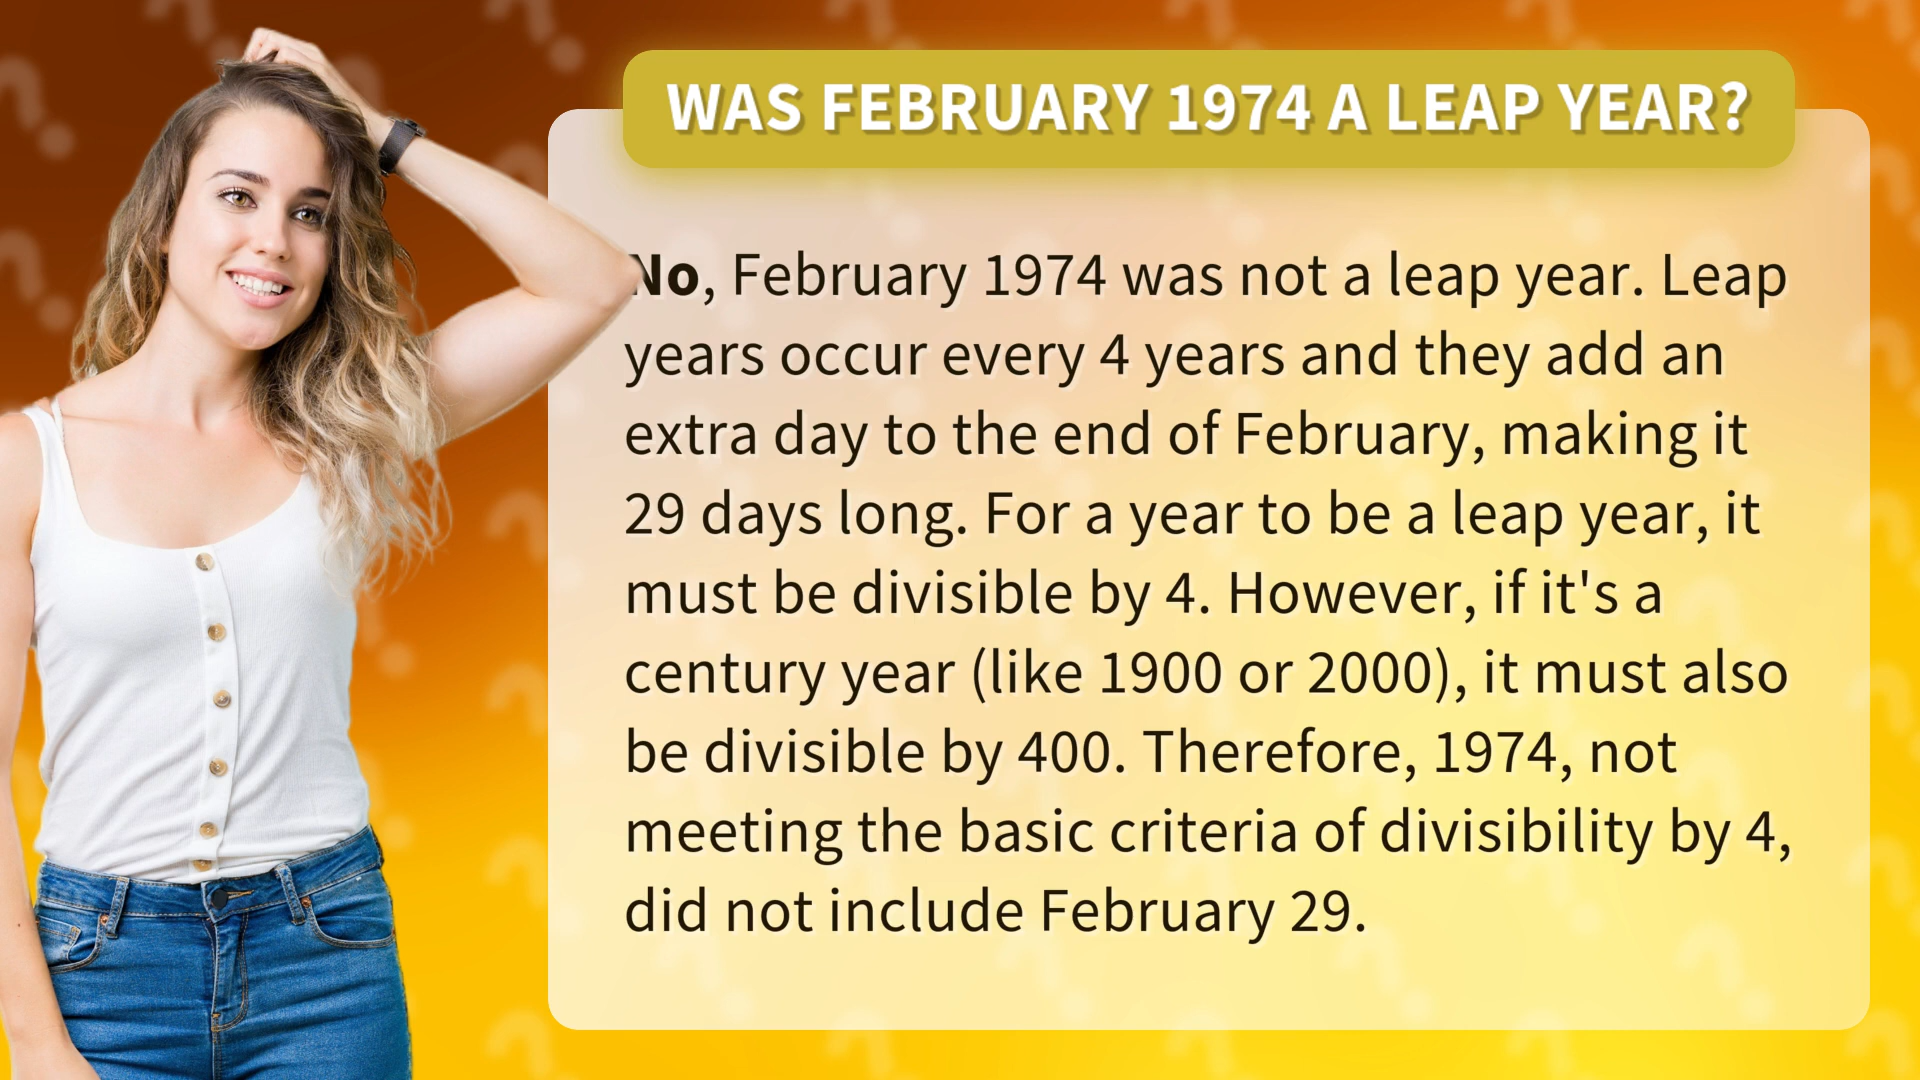 WAS FEBRUARY 1974 A LEAP YEAR?
No, February 1974 was not a leap year. Leap
years occur every 4 years and they add an
extra day to the end of February, making it
29 days long. For a year to be a leap year, it
must be divisible by 4. However, if it's a
century year (like 1900 or 2000), it must also
be divisible by 400. Therefore, 1974, not
meeting the basic criteria of divisibility by 4,
did not include February 29.